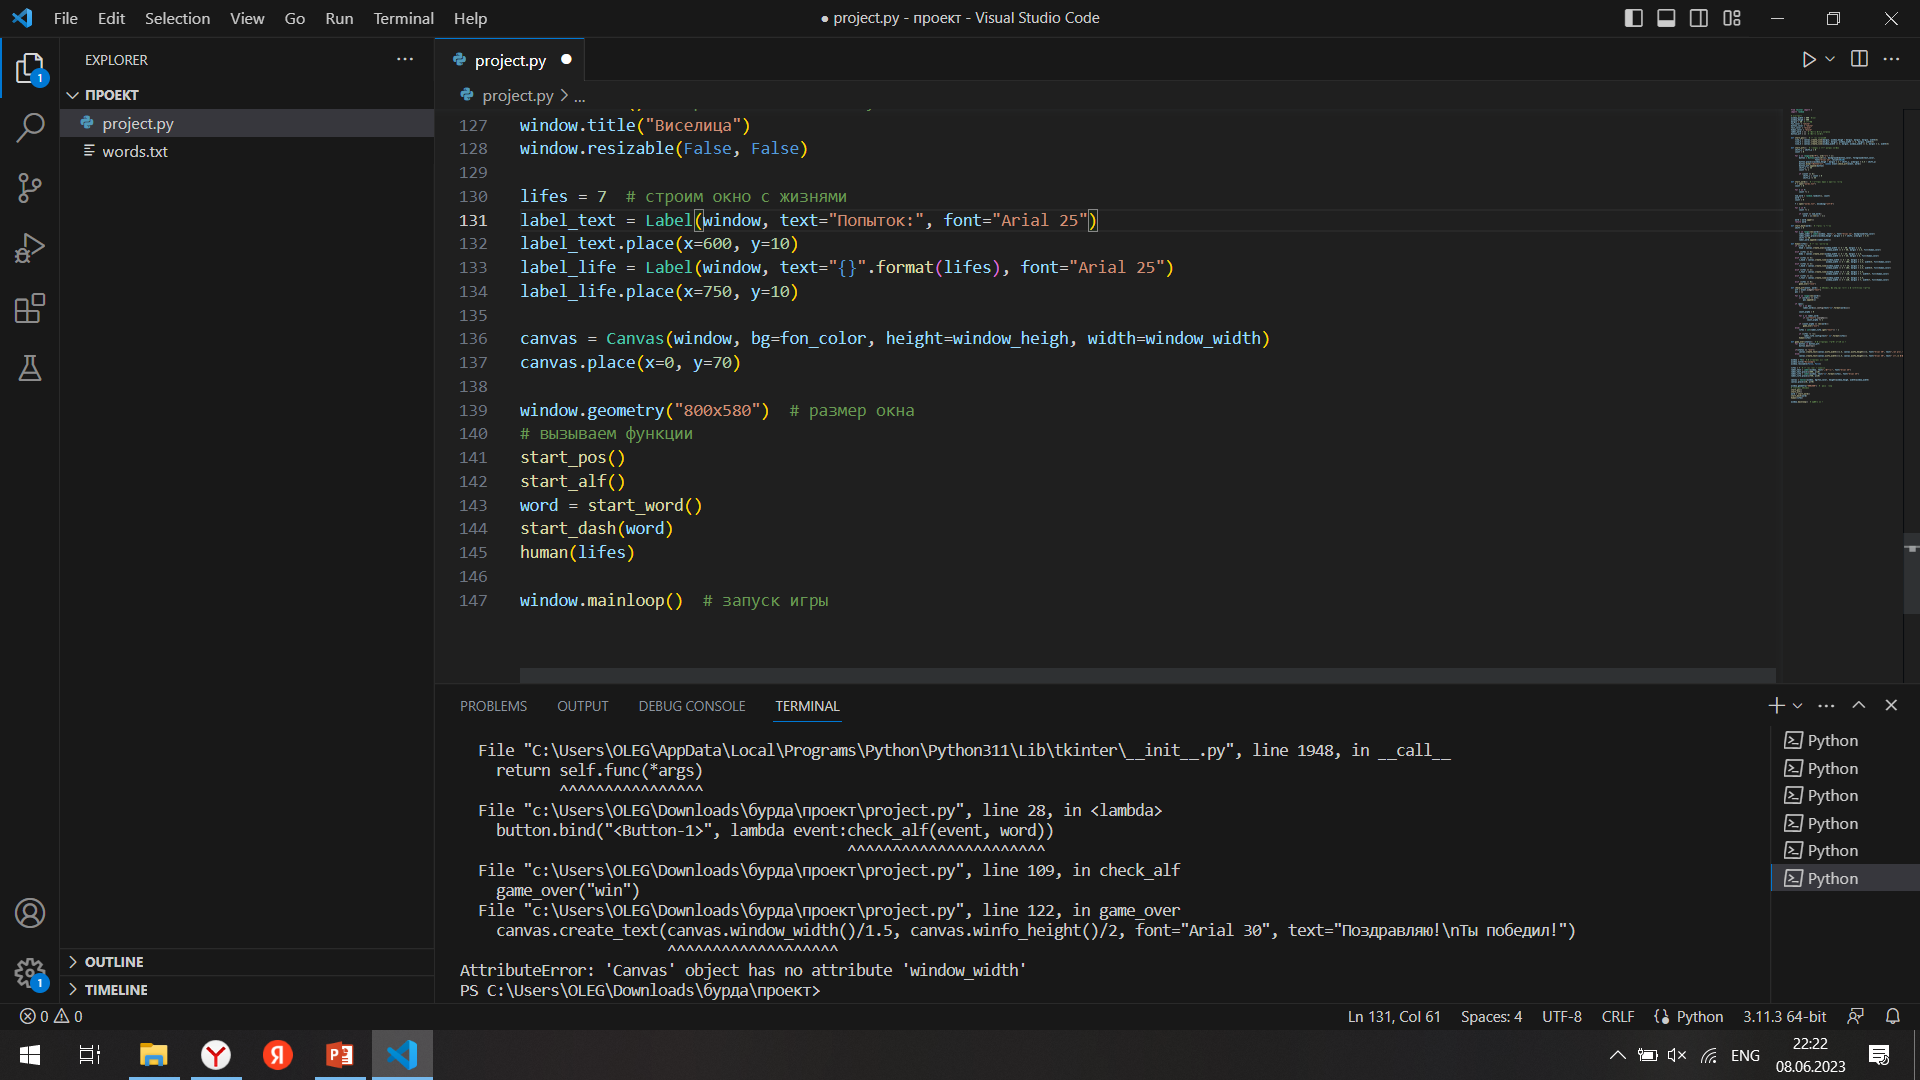 File Edit Selection View Go Run Terminal Help
● project.py - проект - Visual Studio Code
EXPLORER
ПРОЕКТ
project.py
words.txt
OUTLINE
TIMELINE
1
1
project.py
project.py > ...
127 window.title("Виселица")
128 window.resizable(False, False)
129
130 lifes = 7  # строим окно с жизнями
131 label_text = Label(window, text="Попыток:", font="Arial 25")
132 label_text.place(x=600, y=10)
133 label_life = Label(window, text="{}".format(lifes), font="Arial 25")
134 label_life.place(x=750, y=10)
135
136 canvas = Canvas(window, bg=fon_color, height=window_heigh, width=window_width)
137 canvas.place(x=0, y=70)
138
139 window.geometry("800x580")  # размер окна
140 # вызываем функции
141 start_pos()
142 start_alf()
143 word = start_word()
144 start_dash(word)
145 human(lifes)
146
147 window.mainloop()  # запуск игры
PROBLEMS OUTPUT DEBUG CONSOLE TERMINAL
File "C:\Users\OLEG\AppData\Local\Programs\Python\Python311\Lib\tkinter\__init__.py", line 1948, in __call__
return self.func(*args)
^^^^^^^^^^^^^^^^
File "c:\Users\OLEG\Downloads\бурда\проект\project.py", line 28, in <lambda>
button.bind("<Button-1>", lambda event:check_alf(event, word))
^^^^^^^^^^^^^^^^^^^^^^
File "c:\Users\OLEG\Downloads\бурда\проект\project.py", line 109, in check_alf
game_over("win")
File "c:\Users\OLEG\Downloads\бурда\проект\project.py", line 122, in game_over
canvas.create_text(canvas.window_width()/1.5, canvas.winfo_height()/2, font="Arial 30", text="Поздравляю!\nТы победил!")
^^^^^^^^^^^^^^^^^^^
AttributeError: 'Canvas' object has no attribute 'window_width'
PS C:\Users\OLEG\Downloads\бурда\проект>
Python
Python
Python
Python
Python
Python
0 0
Ln 131, Col 61 Spaces: 4 UTF-8 CRLF Python 3.11.3 64-bit
ENG
22:22
08.06.2023